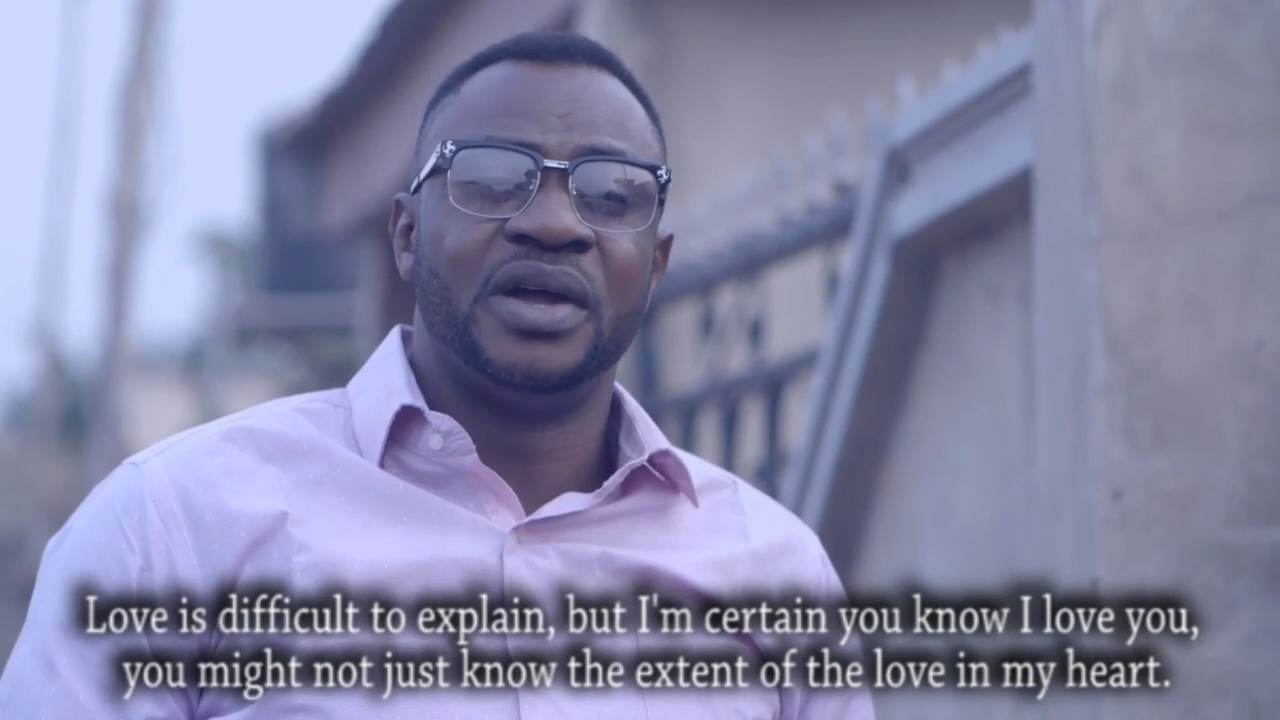 Love is difficult to explain, but I'm certain you know I love you,
you might not just know the extent of the love in my heart.